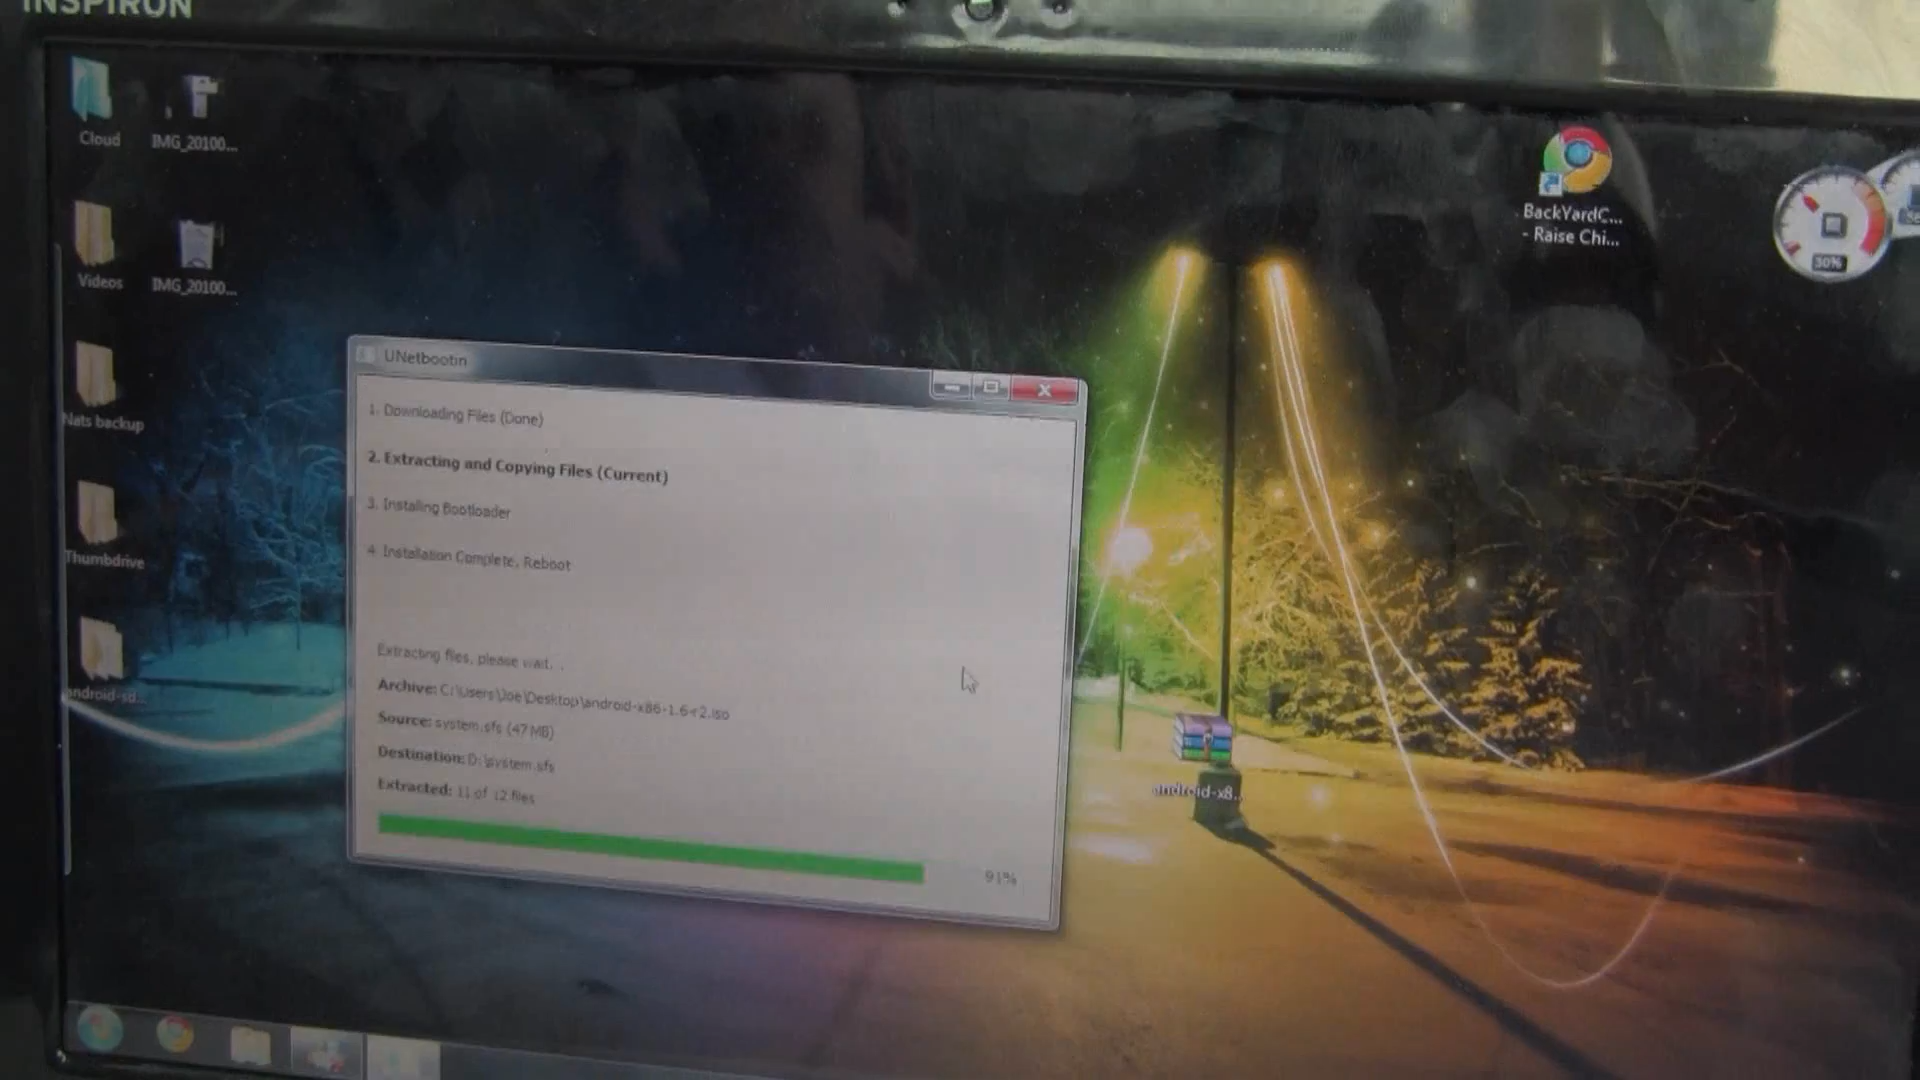 INSPIRON
Cloud
IMG_20100...
Videos
IMG_20100...
Nats backup
Thumbdrive
android-sd...
BackYardC...
- Raise Chi...
30%
UNetbootin
1. Downloading Files (Done)
2. Extracting and Copying Files (Current)
3. Installing Bootloader
4. Installation Complete, Reboot
Extracting files, please wait...
Archive: C:\Users\Joe\Desktop\android-x86-1.6-r2.iso
Source: system.sfs (47 MB)
Destination: D:\system.sfs
Extracted: 11 of 12 files
91%
android-x8...